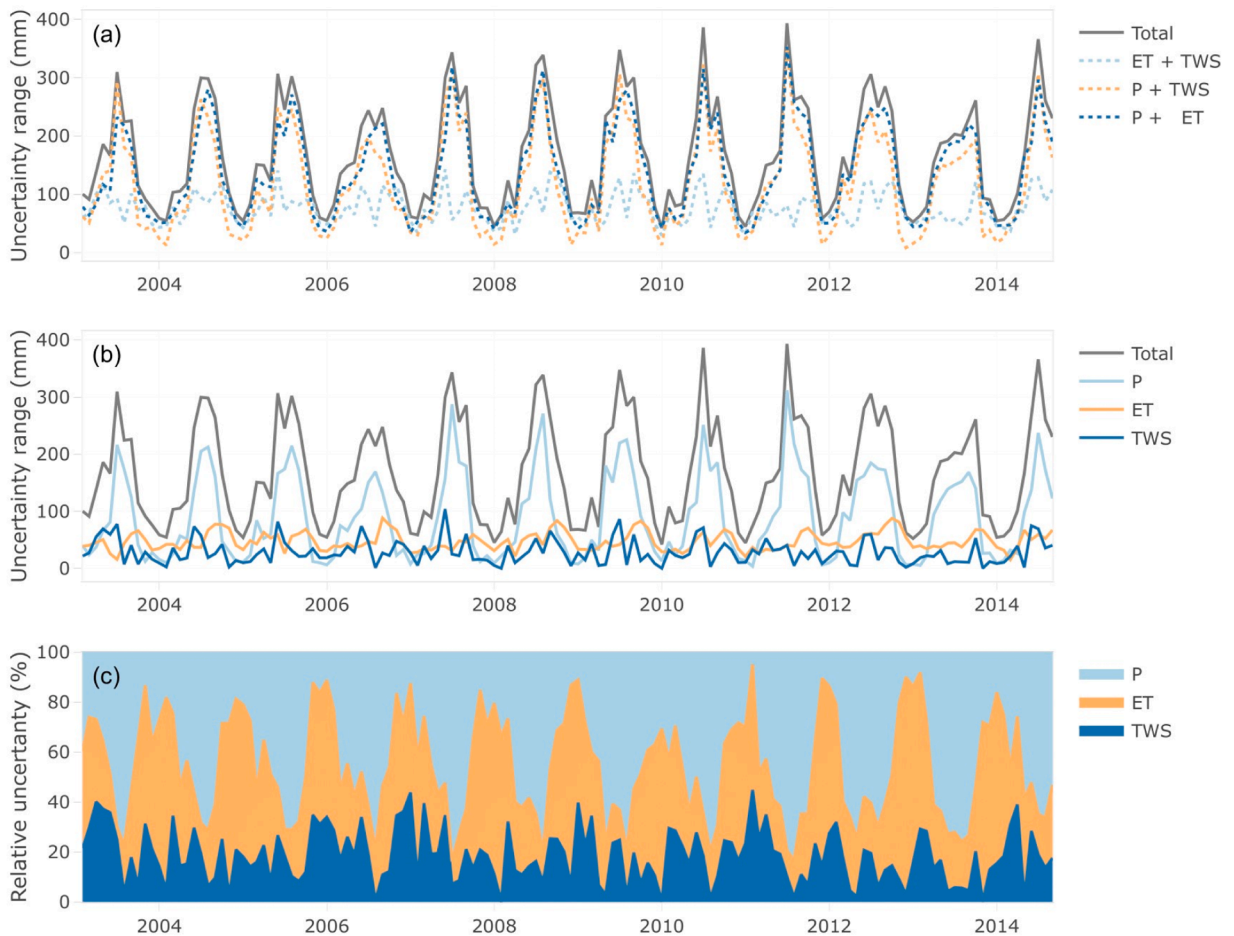 (a)
Uncertainty range (mm)
400
300
200
100
0
2004 2006 2008 2010 2012 2014
Total
ET + TWS
P + TWS
P + ET
(b)
Uncertainty range (mm)
400
300
200
100
0
2004 2006 2008 2010 2012 2014
Total
P
ET
TWS
(c)
Relative uncertanty (%)
100
80
60
40
20
0
2004 2006 2008 2010 2012 2014
P
ET
TWS